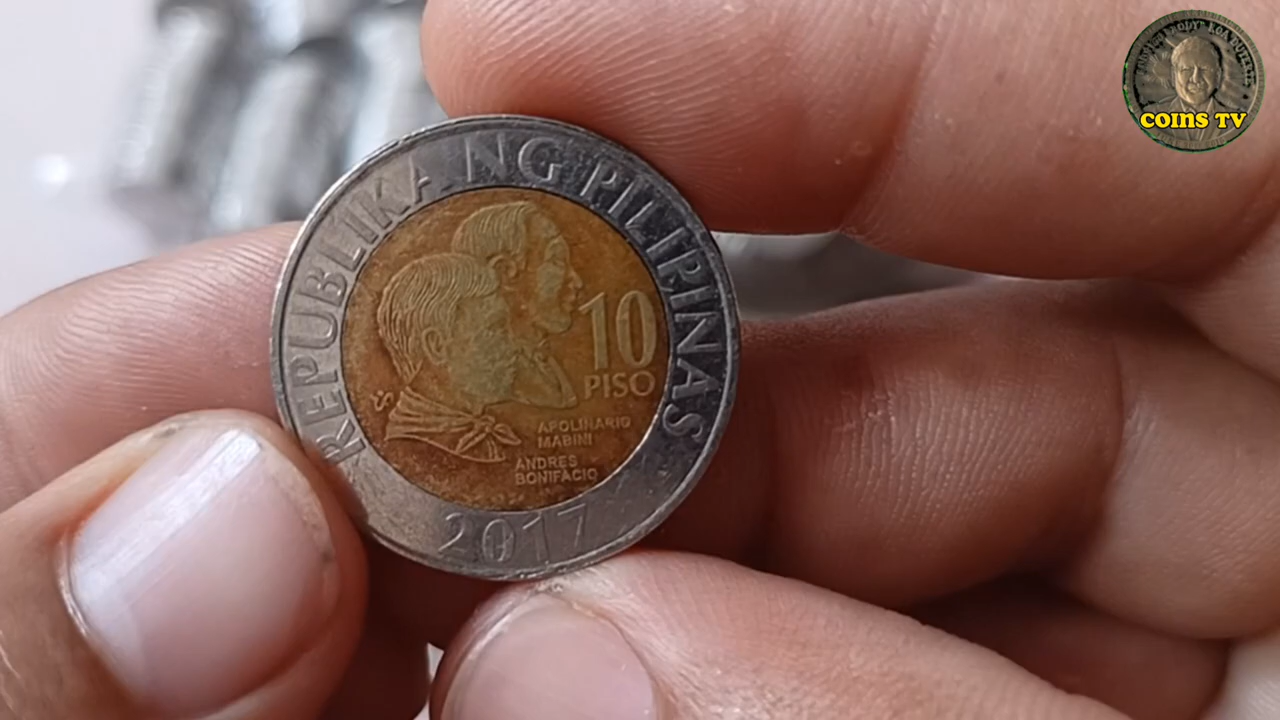 REPUBLIKA NG PILIPINAS
10
PISO
APOLINARIO
MABINI
ANDRES
BONIFACIO
2017
COINS TV